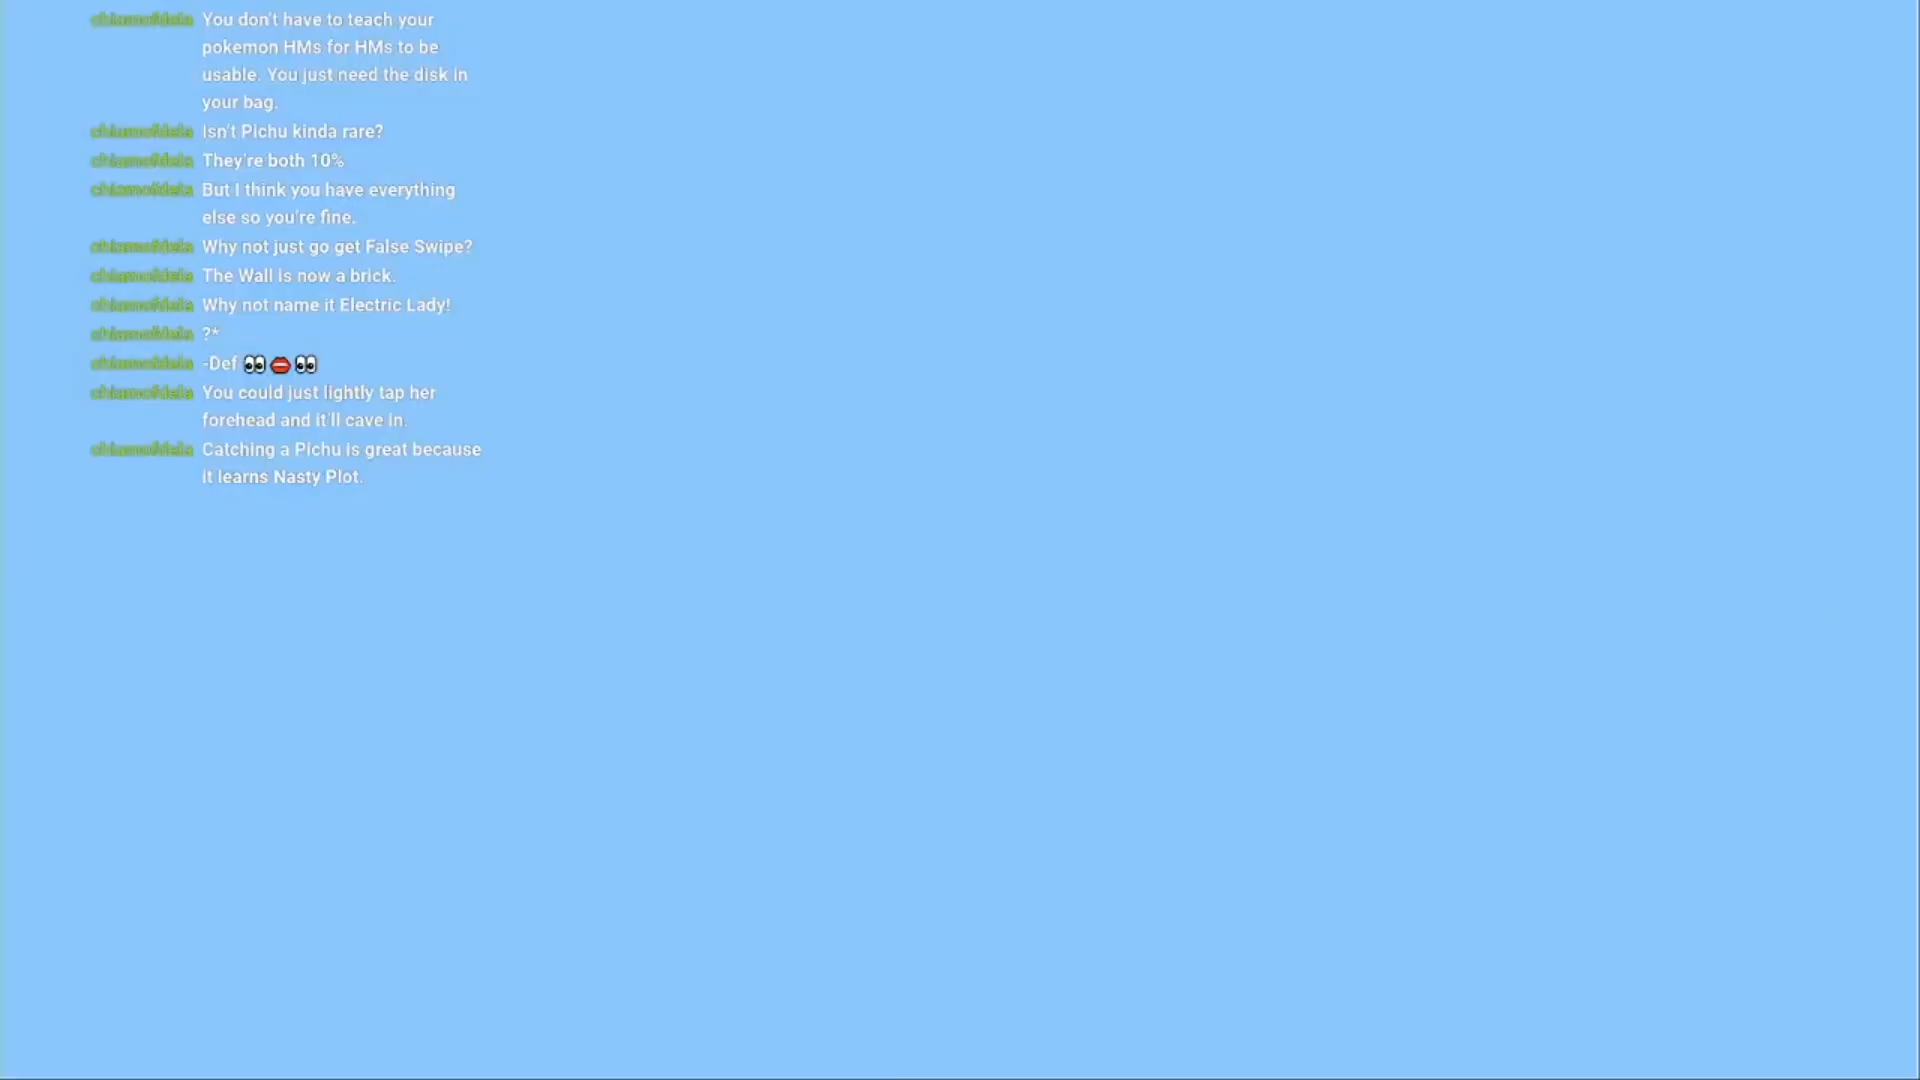 You don't have to teach your
pokemon HMs for HMs to be
usable. You just need the disk in
your bag.
Isn't Pichu kinda rare?
They're both 10%
But I think you have everything
else so you're fine.
Why not just go get False Swipe?
The Wall is now a brick.
Why not name it Electric Lady!
?*
-Def 👀👄👀
You could just lightly tap her
forehead and it'll cave in.
Catching a Pichu is great because
it learns Nasty Plot.